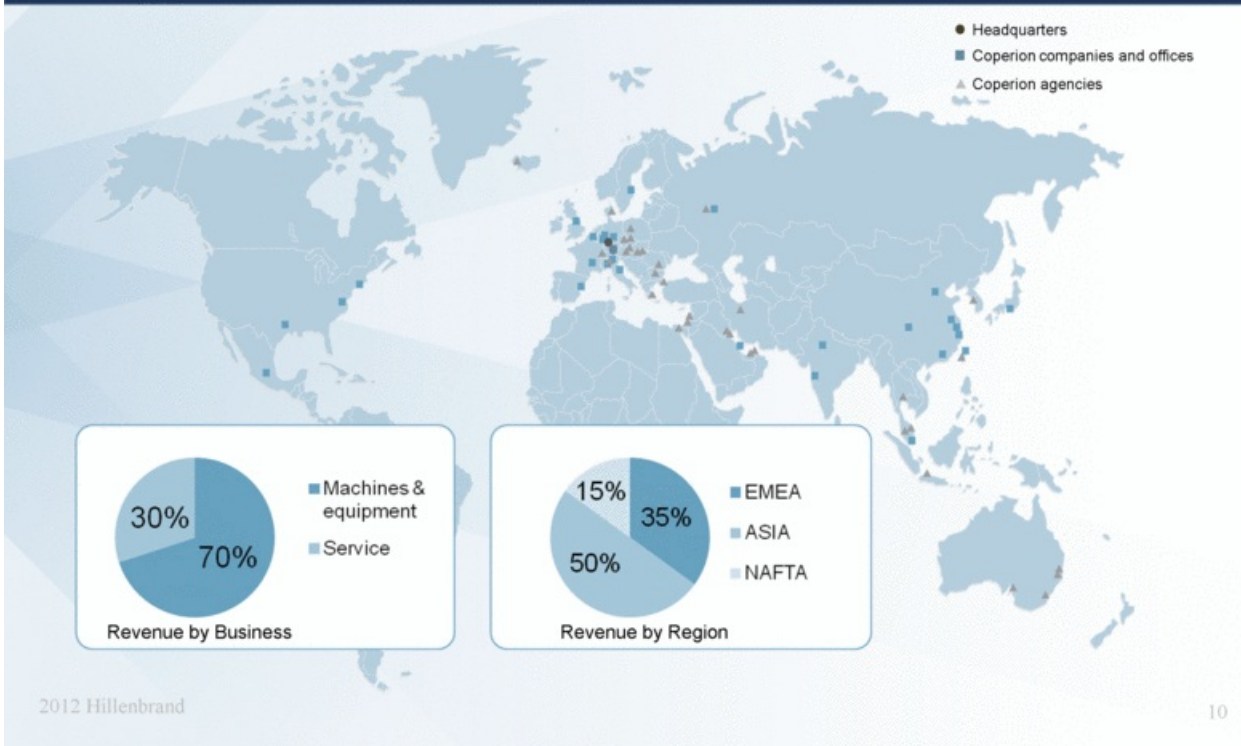 Headquarters
Coperion companies and offices
Coperion agencies
30%
70%
Machines &
equipment
Service
Revenue by Business
15%
35%
50%
EMEA
ASIA
NAFTA
Revenue by Region
2012 Hillenbrand
10